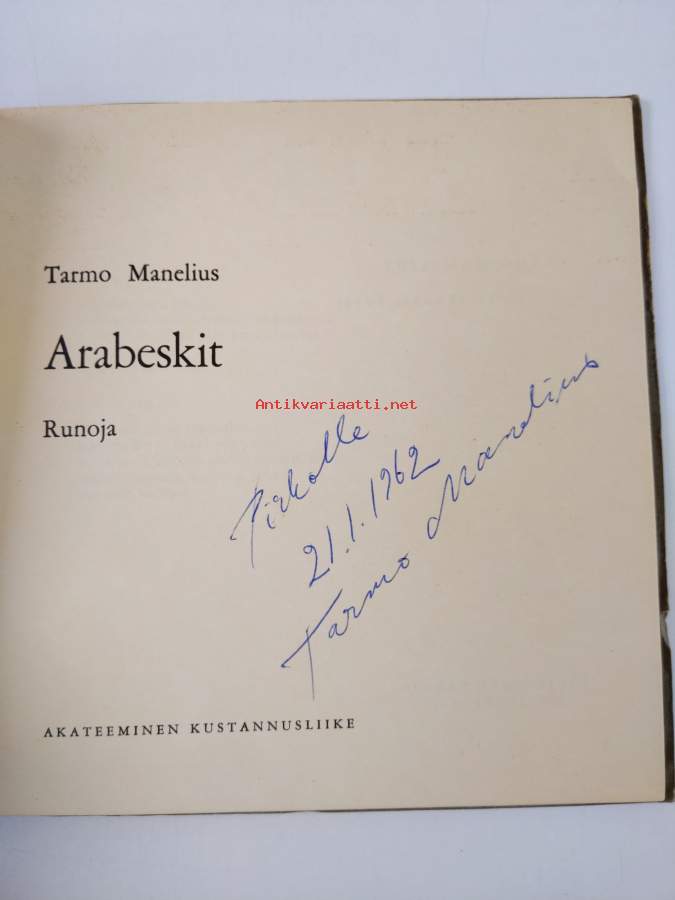 Tarmo Manelius
Arabeskit
Antikvariaatti.net
Runoja
Pirkolle
21.1.1962
Tarmo Manelius
AKATEEMINEN KUSTANNUSLIIKE